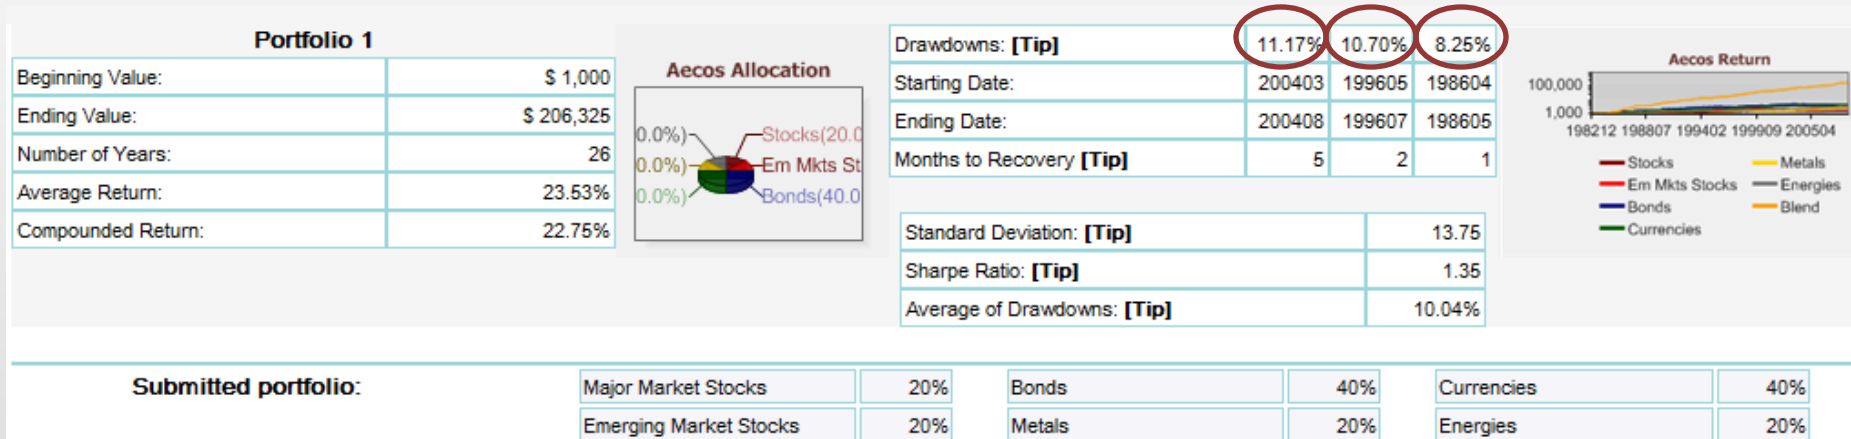 Portfolio 1
Beginning Value: $ 1,000
Ending Value: $ 206,325
Number of Years: 26
Average Return: 23.53%
Compounded Return: 22.75%
Aecos Allocation
0.0%) Stocks(20.0
0.0%) Em Mkts St
0.0%) Bonds(40.0
Drawdowns: [Tip] 11.17% 10.70% 8.25%
Starting Date: 200403 199605 198604
Ending Date: 200408 199607 198605
Months to Recovery [Tip] 5 2 1
Standard Deviation: [Tip] 13.75
Sharpe Ratio: [Tip] 1.35
Average of Drawdowns: [Tip] 10.04%
Aecos Return
100,000
1,000
198212 198807 199402 199909 200504
Stocks Metals
Em Mkts Stocks Energies
Bonds Blend
Currencies
Submitted portfolio: Major Market Stocks 20% Bonds 40% Currencies 40%
Emerging Market Stocks 20% Metals 20% Energies 20%